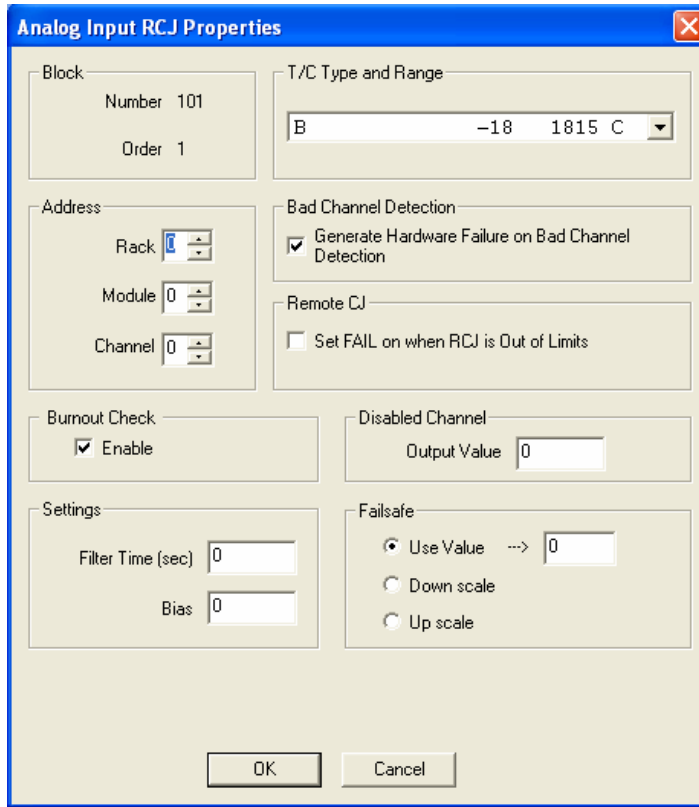 Analog Input RCJ Properties
Block
Number 101
Order 1
T/C Type and Range
B -18 1815 C
Address
Rack 0
Module 0
Channel 0
Bad Channel Detection
Generate Hardware Failure on Bad Channel
Detection
Remote CJ
Set FAIL on when RCJ is Out of Limits
Burnout Check
Enable
Disabled Channel
Output Value 0
Settings
Filter Time (sec) 0
Bias 0
Failsafe
Use Value ---> 0
Down scale
Up scale
OK
Cancel